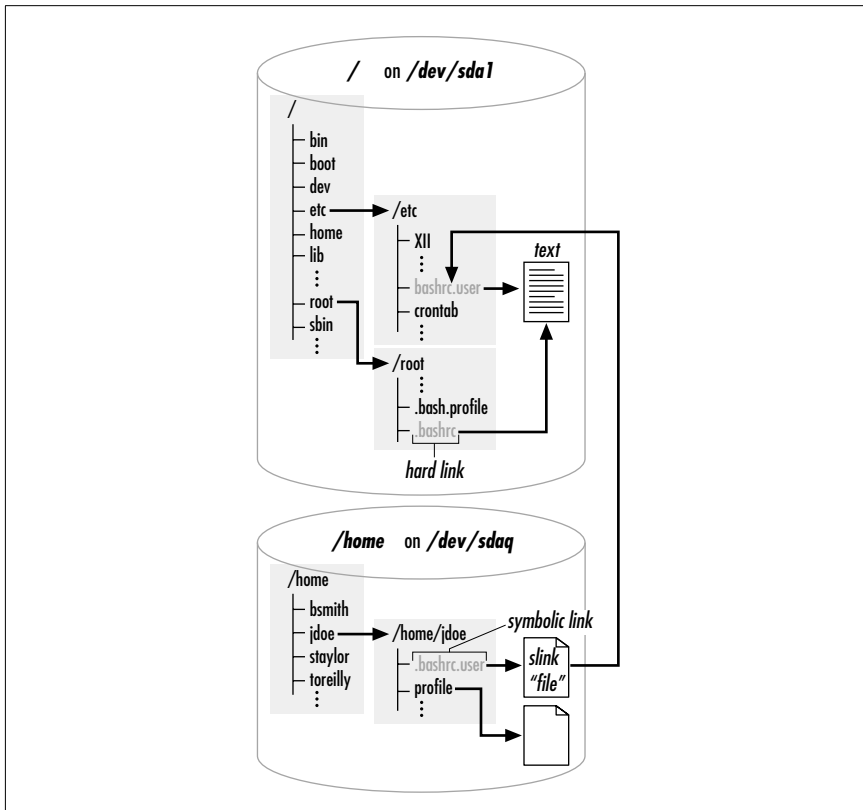 / on /dev/sda1
/
bin
boot
dev
etc
home
lib
root
sbin
/etc
XII
bashrc.user
crontab
text
/root
.bash.profile
.bashrc
hard link
/home on /dev/sdaq
/home
bsmith
jdoe
staylor
toreilly
/home/jdoe
.bashrc.user
profile
symbolic link
slink
“file”